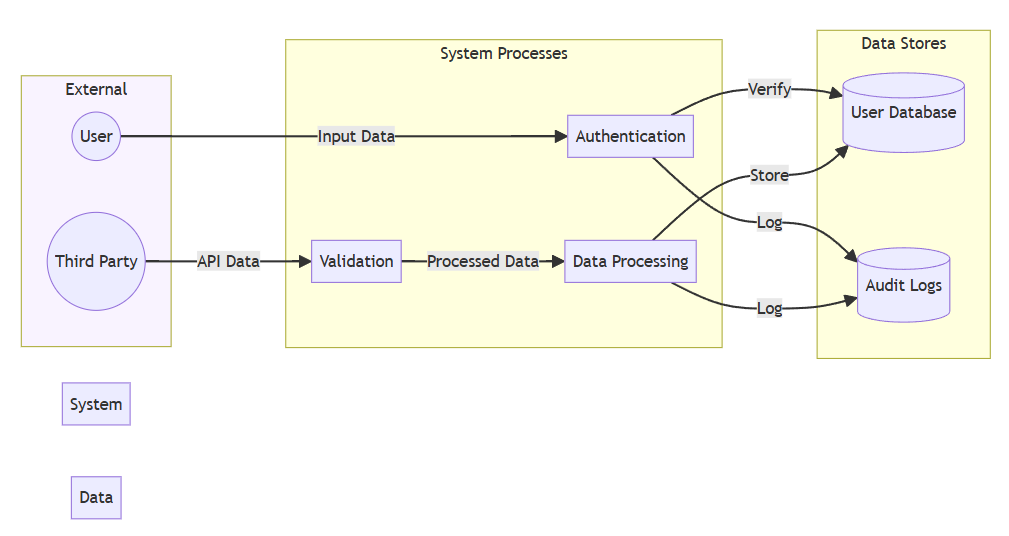 External
System Processes
Data Stores
User
Input Data
Authentication
Verify
User Database
Store
Log
Third Party
API Data
Validation
Processed Data
Data Processing
Log
Audit Logs
System
Data